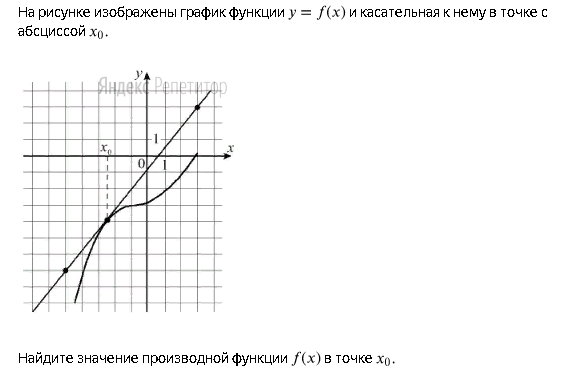 На рисунке изображены график функции y = f(x) и касательная к нему в точке с
абсциссой x₀.
y
Яндекс Репетитор
1
x₀
x
0
1
Найдите значение производной функции f(x) в точке x₀.